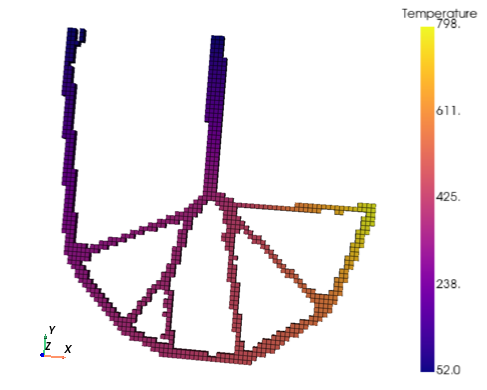 Temperature
798.
611.
425.
238.
52.0
Y
Z X